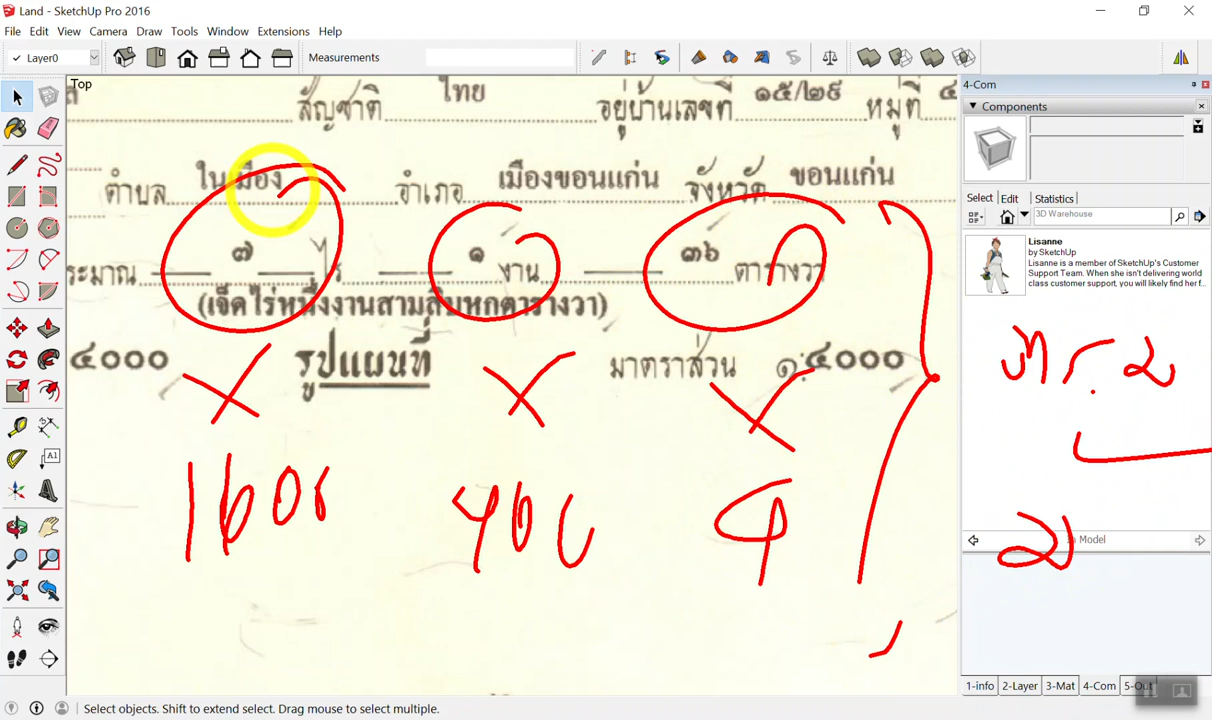 Land - SketchUp Pro 2016
File Edit View Camera Draw Tools Window Extensions Help
Layer0 Measurements
Top
สัญชาติ ไทย อยู่บ้านเลขที่ ๑๕/๒๙ หมู่ที่ ๔
ตำบล ในเมือง อำเภอ เมืองขอนแก่น จังหวัด ขอนแก่น
ระมาณ ๗ ไร่ ๑ งาน ๓๖ ตารางวา
(เจ็ดไร่หนึ่งงานสามสิบหกตารางวา)
๔๐๐๐ รูปแผนที่ มาตราส่วน ๑:๔๐๐๐
1600 400 4
ตร.ม
ม
4-Com
Components
Select Edit Statistics
3D Warehouse
Lisanne
by SketchUp
Lisanne is a member of SketchUp's Customer
Support Team. When she isn't delivering world
class customer support, you will likely find her f...
Model
1-info 2-Layer 3-Mat 4-Com 5-Out
Select objects. Shift to extend select. Drag mouse to select multiple.